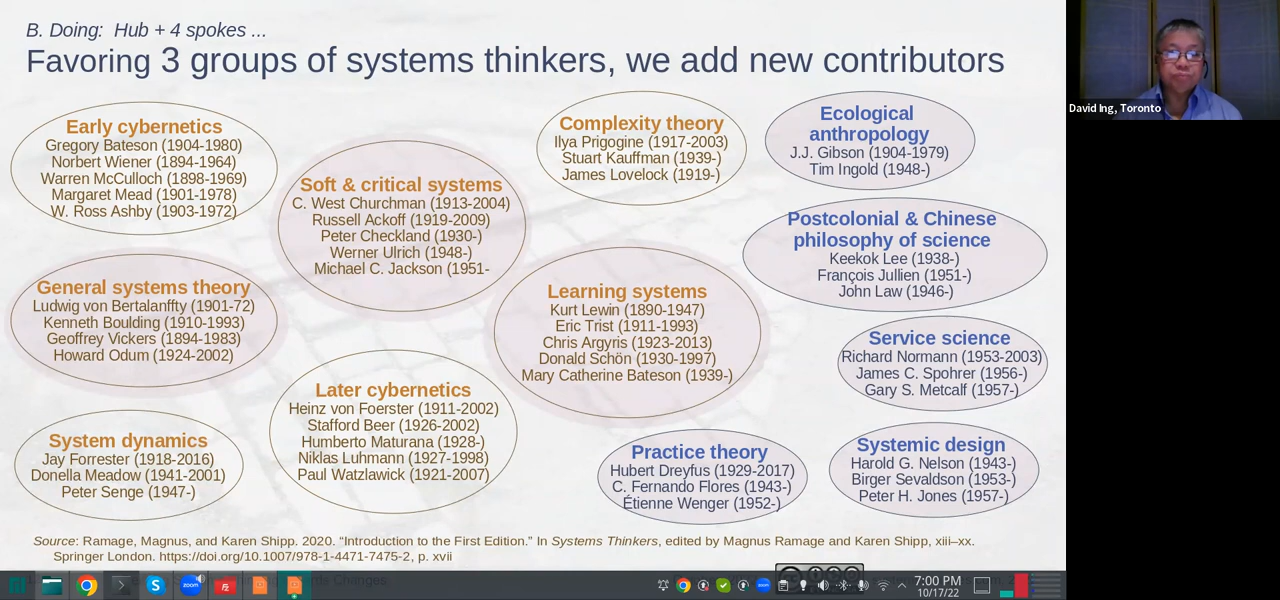 B. Doing:  Hub + 4 spokes ...
Favoring 3 groups of systems thinkers, we add new contributors
Early cybernetics
Gregory Bateson (1904-1980)
Norbert Wiener (1894-1964)
Warren McCulloch (1898-1969)
Margaret Mead (1901-1978)
W. Ross Ashby (1903-1972)
Soft & critical systems
C. West Churchman (1913-2004)
Russell Ackoff (1919-2009)
Peter Checkland (1930-)
Werner Ulrich (1948-)
Michael C. Jackson (1951-
Complexity theory
Ilya Prigogine (1917-2003)
Stuart Kauffman (1939-)
James Lovelock (1919-)
Ecological
anthropology
J.J. Gibson (1904-1979)
Tim Ingold (1948-)
Postcolonial & Chinese
philosophy of science
Keekok Lee (1938-)
François Jullien (1951-)
John Law (1946-)
General systems theory
Ludwig von Bertalanffty (1901-72)
Kenneth Boulding (1910-1993)
Geoffrey Vickers (1894-1983)
Howard Odum (1924-2002)
Learning systems
Kurt Lewin (1890-1947)
Eric Trist (1911-1993)
Chris Argyris (1923-2013)
Donald Schön (1930-1997)
Mary Catherine Bateson (1939-)
Service science
Richard Normann (1953-2003)
James C. Spohrer (1956-)
Gary S. Metcalf (1957-)
Later cybernetics
Heinz von Foerster (1911-2002)
Stafford Beer (1926-2002)
Humberto Maturana (1928-)
Niklas Luhmann (1927-1998)
Paul Watzlawick (1921-2007)
System dynamics
Jay Forrester (1918-2016)
Donella Meadow (1941-2001)
Peter Senge (1947-)
Practice theory
Hubert Dreyfus (1929-2017)
C. Fernando Flores (1943-)
Étienne Wenger (1952-)
Systemic design
Harold G. Nelson (1943-)
Birger Sevaldson (1953-)
Peter H. Jones (1957-)
Source: Ramage, Magnus, and Karen Shipp. 2020. “Introduction to the First Edition.” In Systems Thinkers, edited by Magnus Ramage and Karen Shipp, xiii–xx.
Springer London. https://doi.org/10.1007/978-1-4471-7475-2, p. xvii
David Ing, Toronto
zoom
7:00 PM
10/17/22